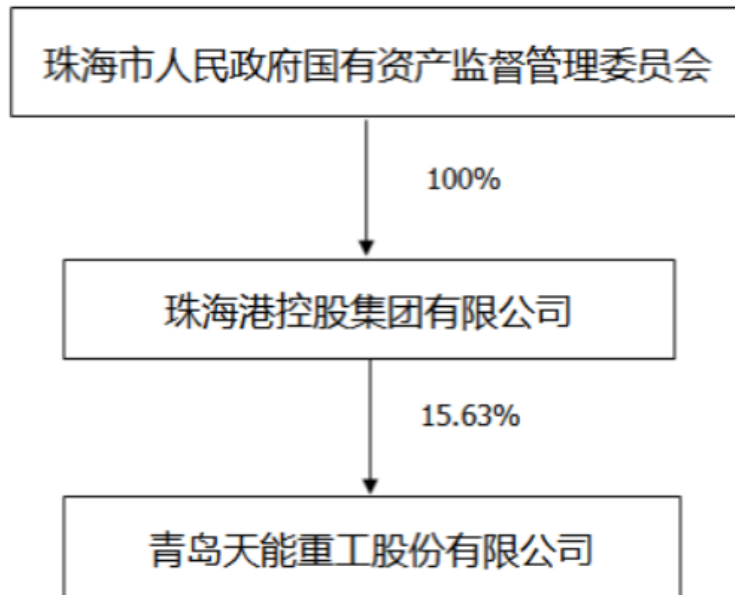 珠海市人民政府国有资产监督管理委员会
100%
珠海港控股集团有限公司
15.63%
青岛天能重工股份有限公司